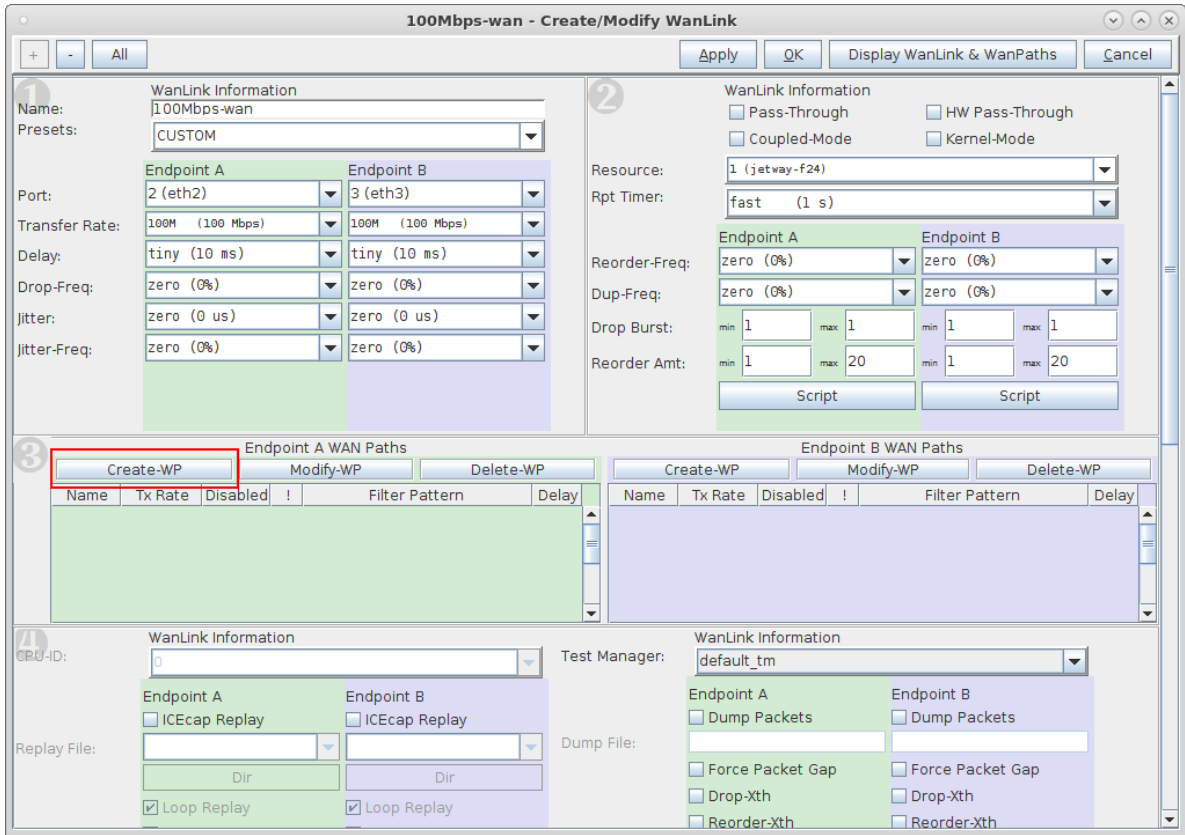 100Mbps-wan - Create/Modify WanLink
+ - All Apply OK Display WanLink & WanPaths Cancel
1 WanLink Information
Name: 100Mbps-wan
Presets: CUSTOM
Endpoint A Endpoint B
Port: 2 (eth2) 3 (eth3)
Transfer Rate: 100M (100 Mbps) 100M (100 Mbps)
Delay: tiny (10 ms) tiny (10 ms)
Drop-Freq: zero (0%) zero (0%)
Jitter: zero (0 us) zero (0 us)
Jitter-Freq: zero (0%) zero (0%)
2 WanLink Information
Pass-Through HW Pass-Through
Coupled-Mode Kernel-Mode
Resource: 1 (jetway-f24)
Rpt Timer: fast (1 s)
Endpoint A Endpoint B
Reorder-Freq: zero (0%) zero (0%)
Dup-Freq: zero (0%) zero (0%)
Drop Burst: min 1 max 1 min 1 max 1
Reorder Amt: min 1 max 20 min 1 max 20
Script Script
3 Endpoint A WAN Paths Endpoint B WAN Paths
Create-WP Modify-WP Delete-WP Create-WP Modify-WP Delete-WP
Name Tx Rate Disabled ! Filter Pattern Delay Name Tx Rate Disabled ! Filter Pattern Delay
4 WanLink Information
CPU-ID: 0
Endpoint A Endpoint B
ICEcap Replay ICEcap Replay
Replay File:
Dir Dir
Loop Replay Loop Replay
WanLink Information
Test Manager: default_tm
Endpoint A Endpoint B
Dump Packets Dump Packets
Dump File:
Force Packet Gap Force Packet Gap
Drop-Xth Drop-Xth
Reorder-Xth Reorder-Xth